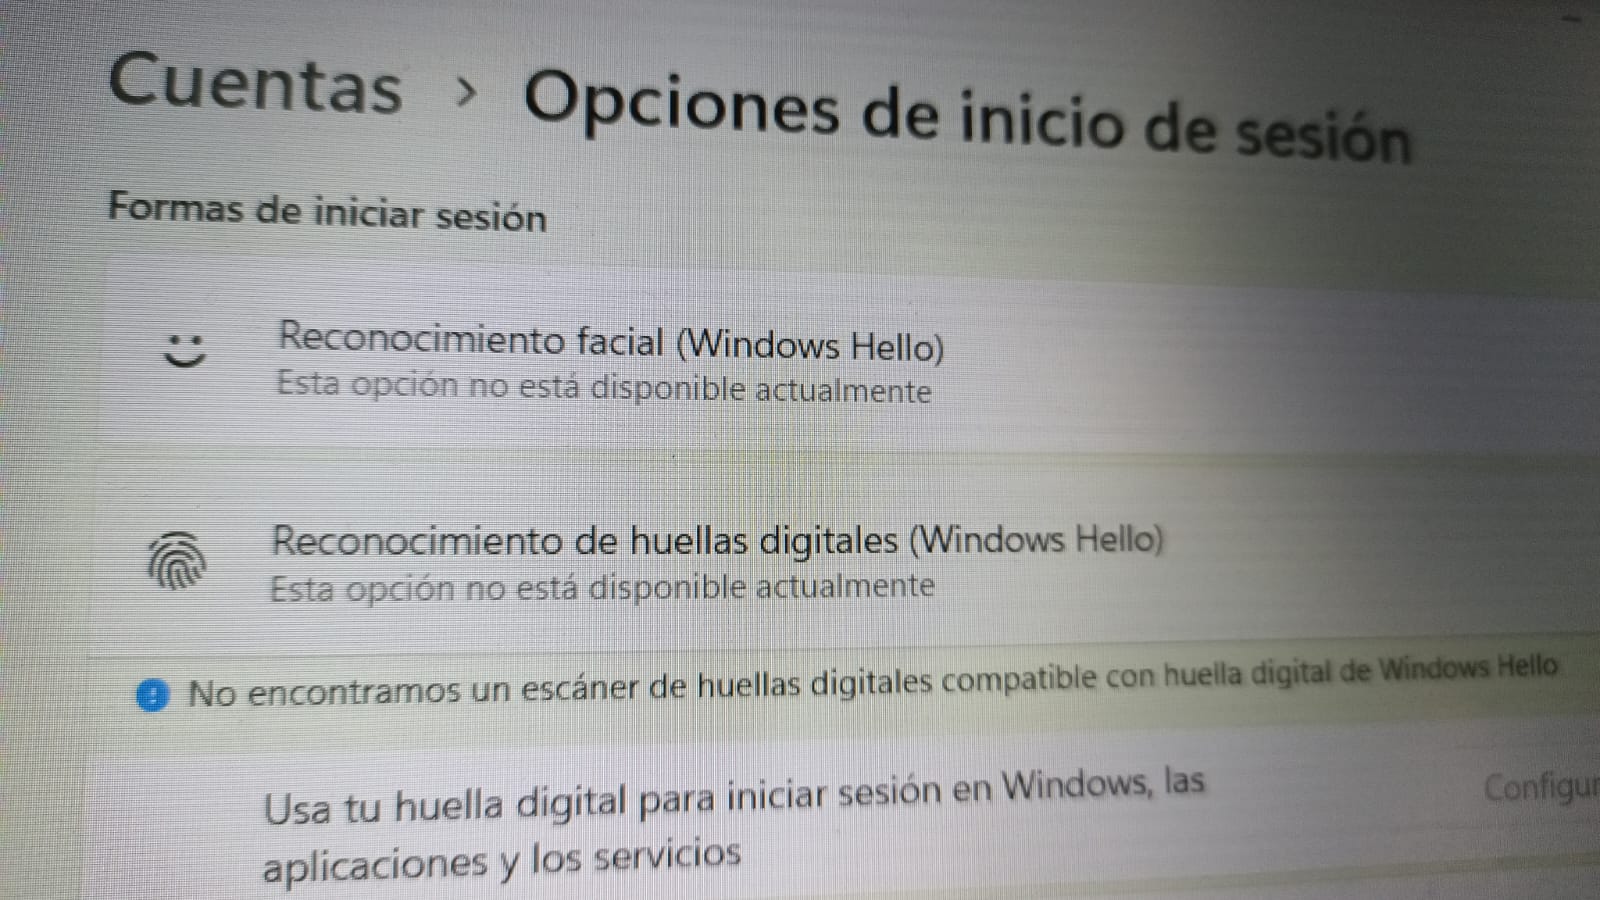 Cuentas > Opciones de inicio de sesión
Formas de iniciar sesión
Reconocimiento facial (Windows Hello)
Esta opción no está disponible actualmente
Reconocimiento de huellas digitales (Windows Hello)
Esta opción no está disponible actualmente
No encontramos un escáner de huellas digitales compatible con huella digital de Windows Hello
Usa tu huella digital para iniciar sesión en Windows, las
aplicaciones y los servicios
Configur